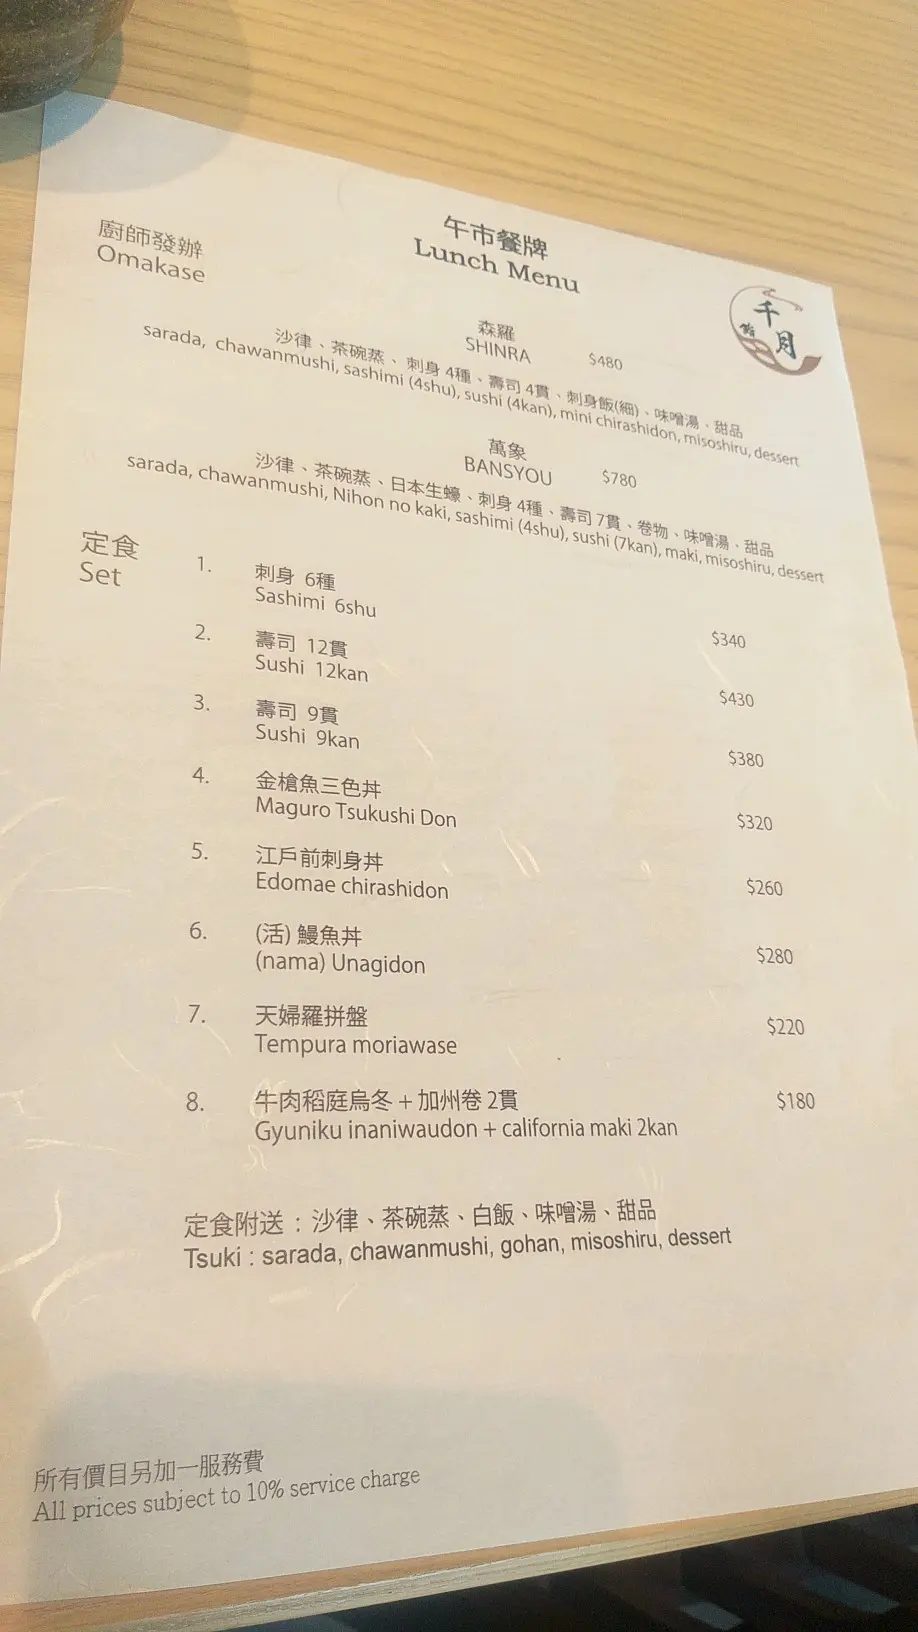 午市餐牌
Lunch Menu
廚師發辦
Omakase
千月
鮨
森羅
SHINRA $480
沙律、茶碗蒸、刺身 4種、壽司 4貫、刺身飯(細)、味噌湯、甜品
sarada, chawanmushi, sashimi (4shu), sushi (4kan), mini chirashidon, misoshiru, dessert
萬象
BANSYOU $780
沙律、茶碗蒸、日本生蠔、刺身 4種、壽司 7貫、卷物、味噌湯、甜品
sarada, chawanmushi, Nihon no kaki, sashimi (4shu), sushi (7kan), maki, misoshiru, dessert
定食
Set
1. 刺身 6種
Sashimi 6shu $340
2. 壽司 12貫
Sushi 12kan $430
3. 壽司 9貫
Sushi 9kan $380
4. 金槍魚三色丼
Maguro Tsukushi Don $320
5. 江戶前刺身丼
Edomae chirashidon $260
6. (活) 鰻魚丼
(nama) Unagidon $280
7. 天婦羅拼盤
Tempura moriawase $220
8. 牛肉稻庭烏冬 + 加州卷 2貫 $180
Gyuniku inaniwaudon + california maki 2kan
定食附送 : 沙律、茶碗蒸、白飯、味噌湯、甜品
Tsuki : sarada, chawanmushi, gohan, misoshiru, dessert
所有價目另加一服務費
All prices subject to 10% service charge